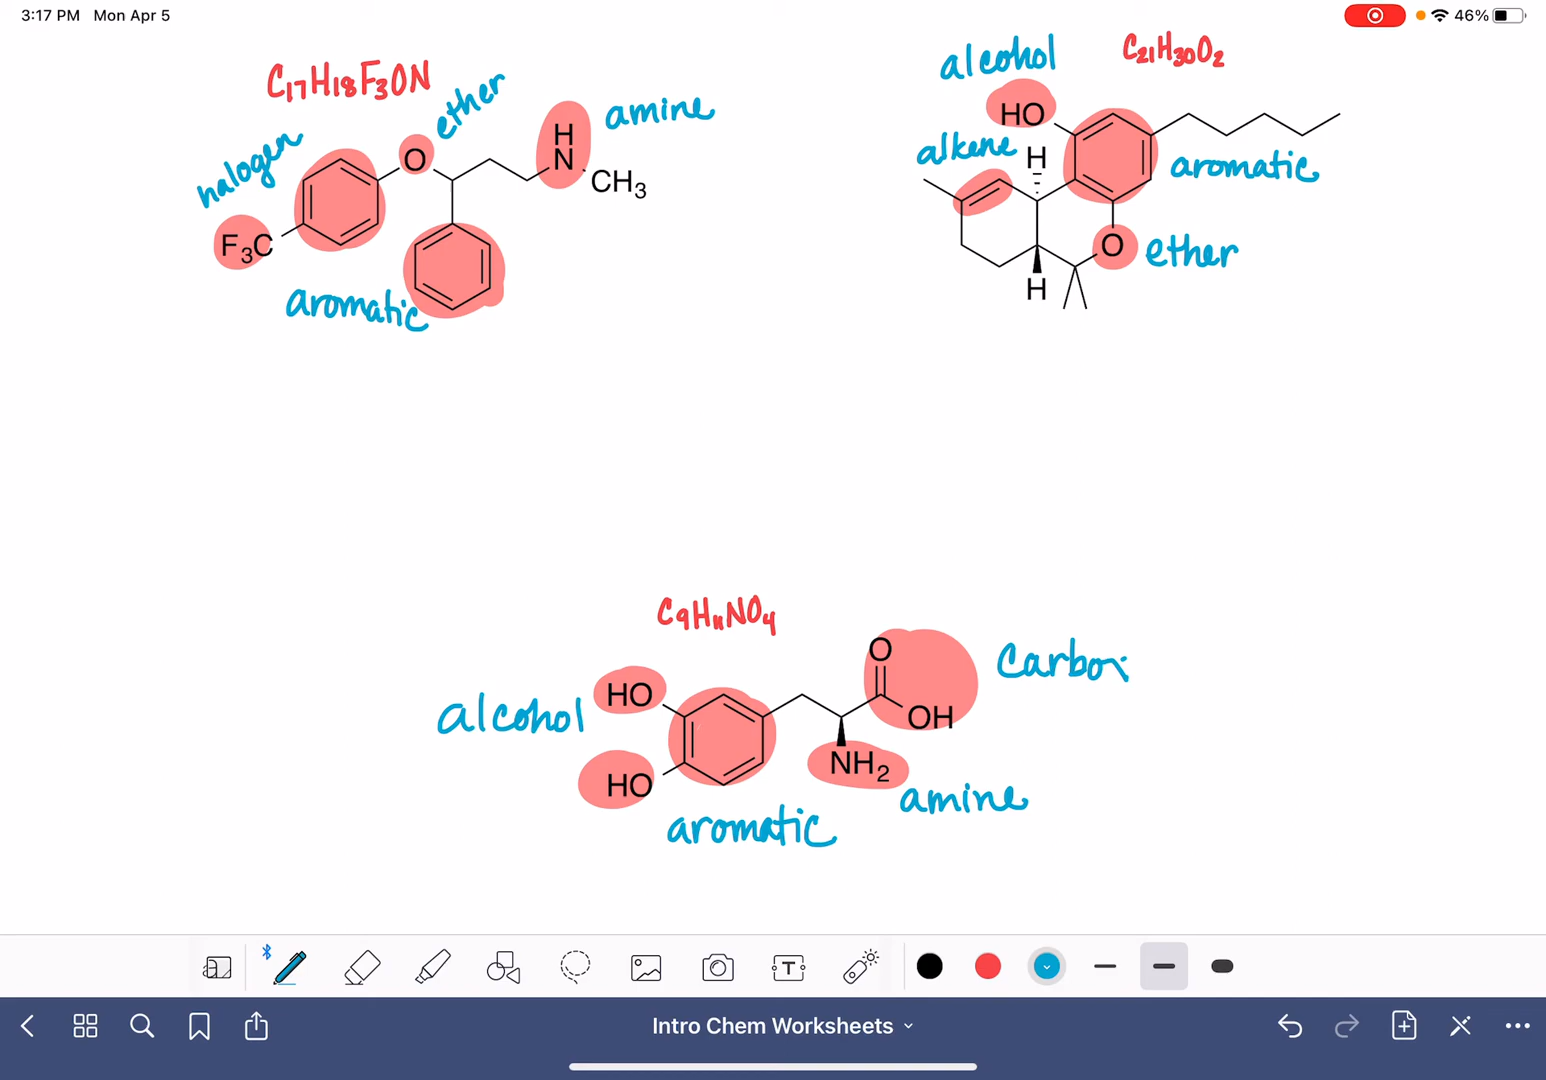 3:17 PM Mon Apr 5
46%
C17H18F3ON
ether
amine
halogen
O
H
N
CH3
F3C
aromatic
alcohol
C21H30O2
HO
alkene
H
aromatic
O
ether
H
C9H11NO4
O
Carboxi
alcohol
HO
OH
HO
NH2
amine
aromatic
T
Intro Chem Worksheets